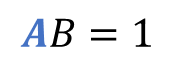 AB = 1